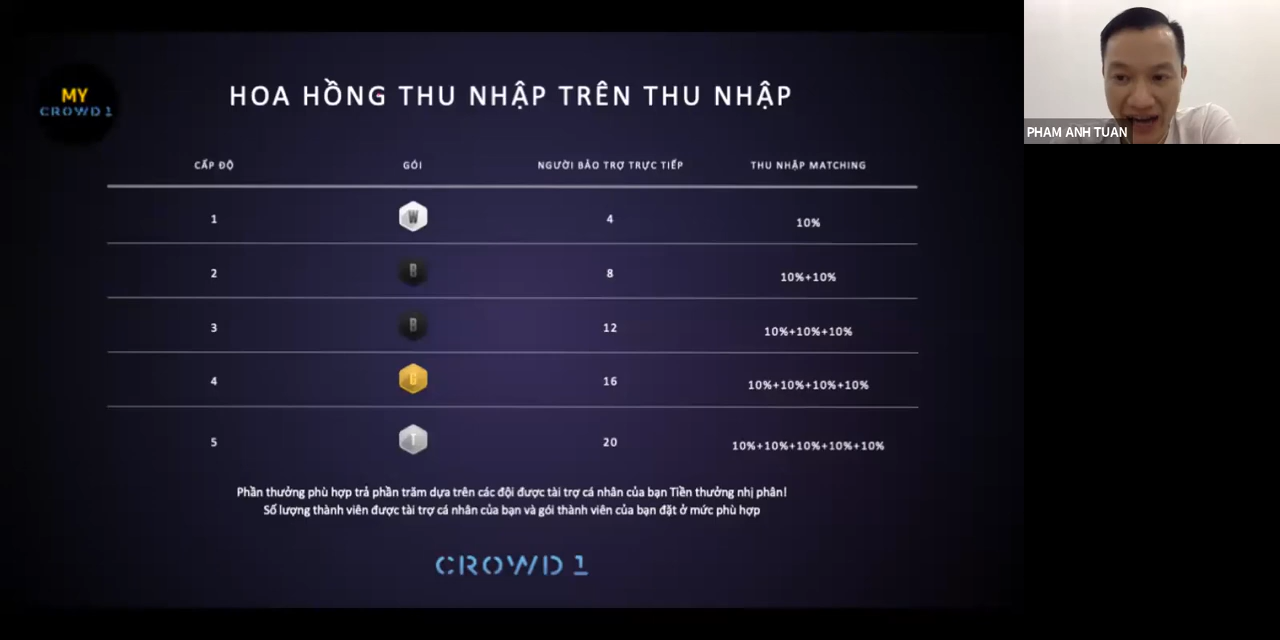 MY
CROWD1
HOA HỒNG THU NHẬP TRÊN THU NHẬP
CẤP ĐỘ GÓI NGƯỜI BẢO TRỢ TRỰC TIẾP THU NHẬP MATCHING
1 W 4 10%
2 B 8 10%+10%
3 B 12 10%+10%+10%
4 G 16 10%+10%+10%+10%
5 T 20 10%+10%+10%+10%+10%
Phần thưởng phù hợp trả phần trăm dựa trên các đội được tài trợ cá nhân của bạn Tiền thưởng nhị phân!
Số lượng thành viên được tài trợ cá nhân của bạn và gói thành viên của bạn đặt ở mức phù hợp
CROWD 1
PHAM ANH TUAN